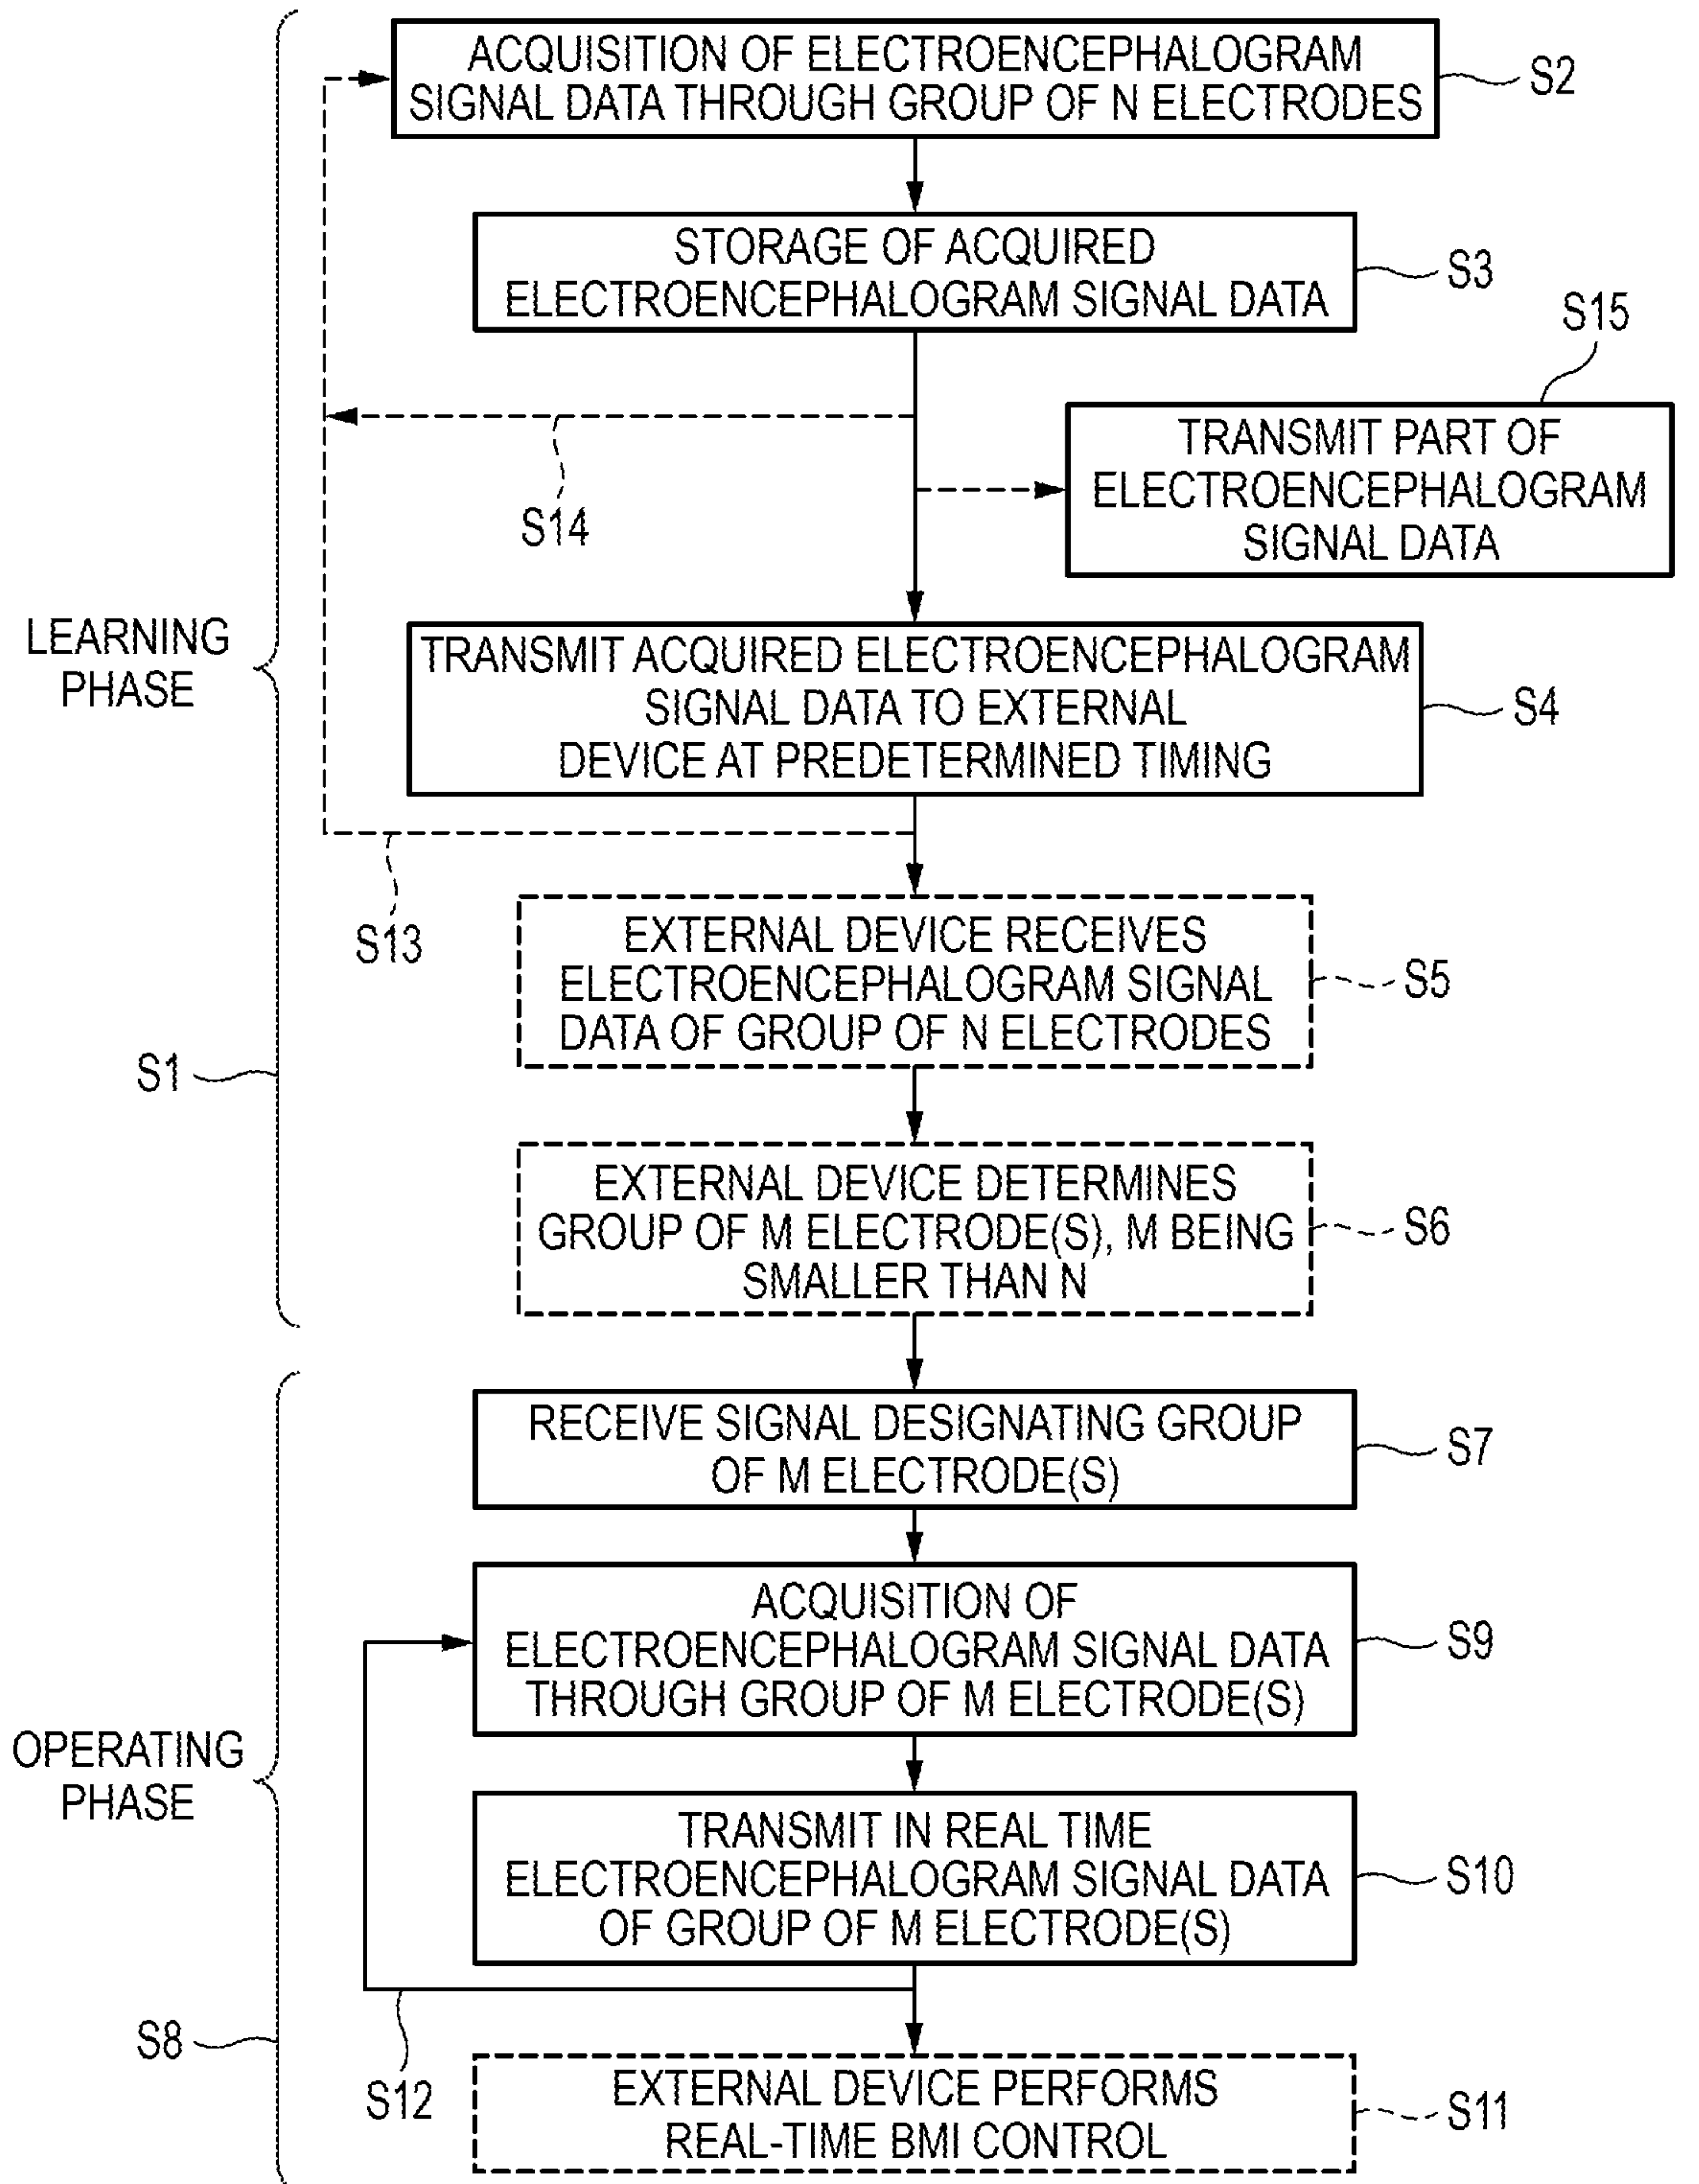 ACQUISITION OF ELECTROENCEPHALOGRAM
SIGNAL DATA THROUGH GROUP OF N ELECTRODES
S2
STORAGE OF ACQUIRED
ELECTROENCEPHALOGRAM SIGNAL DATA
S3
S15
TRANSMIT PART OF
ELECTROENCEPHALOGRAM
SIGNAL DATA
S14
LEARNING
PHASE
TRANSMIT ACQUIRED ELECTROENCEPHALOGRAM
SIGNAL DATA TO EXTERNAL
DEVICE AT PREDETERMINED TIMING
S4
S13
EXTERNAL DEVICE RECEIVES
ELECTROENCEPHALOGRAM SIGNAL
DATA OF GROUP OF N ELECTRODES
S5
S1
EXTERNAL DEVICE DETERMINES
GROUP OF M ELECTRODE(S), M BEING
SMALLER THAN N
S6
RECEIVE SIGNAL DESIGNATING GROUP
OF M ELECTRODE(S)
S7
ACQUISITION OF
ELECTROENCEPHALOGRAM SIGNAL DATA
THROUGH GROUP OF M ELECTRODE(S)
S9
OPERATING
PHASE
TRANSMIT IN REAL TIME
ELECTROENCEPHALOGRAM SIGNAL DATA
OF GROUP OF M ELECTRODE(S)
S10
S8
S12
EXTERNAL DEVICE PERFORMS
REAL-TIME BMI CONTROL
S11